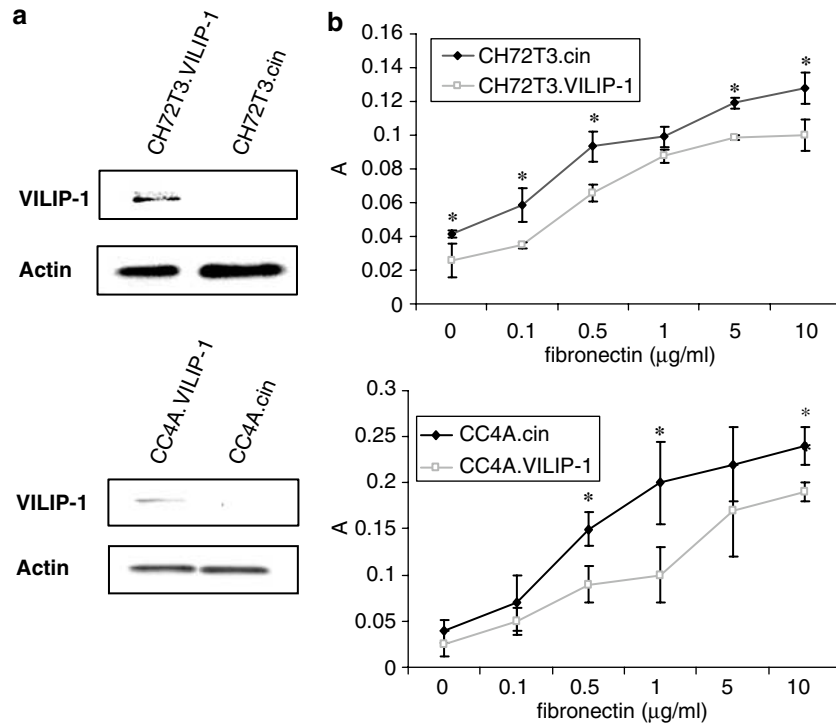 a
CH72T3.VILIP-1
CH72T3.cin
VILIP-1
Actin
CC4A.VILIP-1
CC4A.cin
VILIP-1
Actin
b
0.16
0.14
0.12
0.1
0.08
0.06
0.04
0.02
0
A
CH72T3.cin
CH72T3.VILIP-1
* * * * *
0 0.1 0.5 1 5 10
fibronectin (μg/ml)
0.3
0.25
0.2
0.15
0.1
0.05
0
A
CC4A.cin
CC4A.VILIP-1
* * *
0 0.1 0.5 1 5 10
fibronectin (μg/ml)